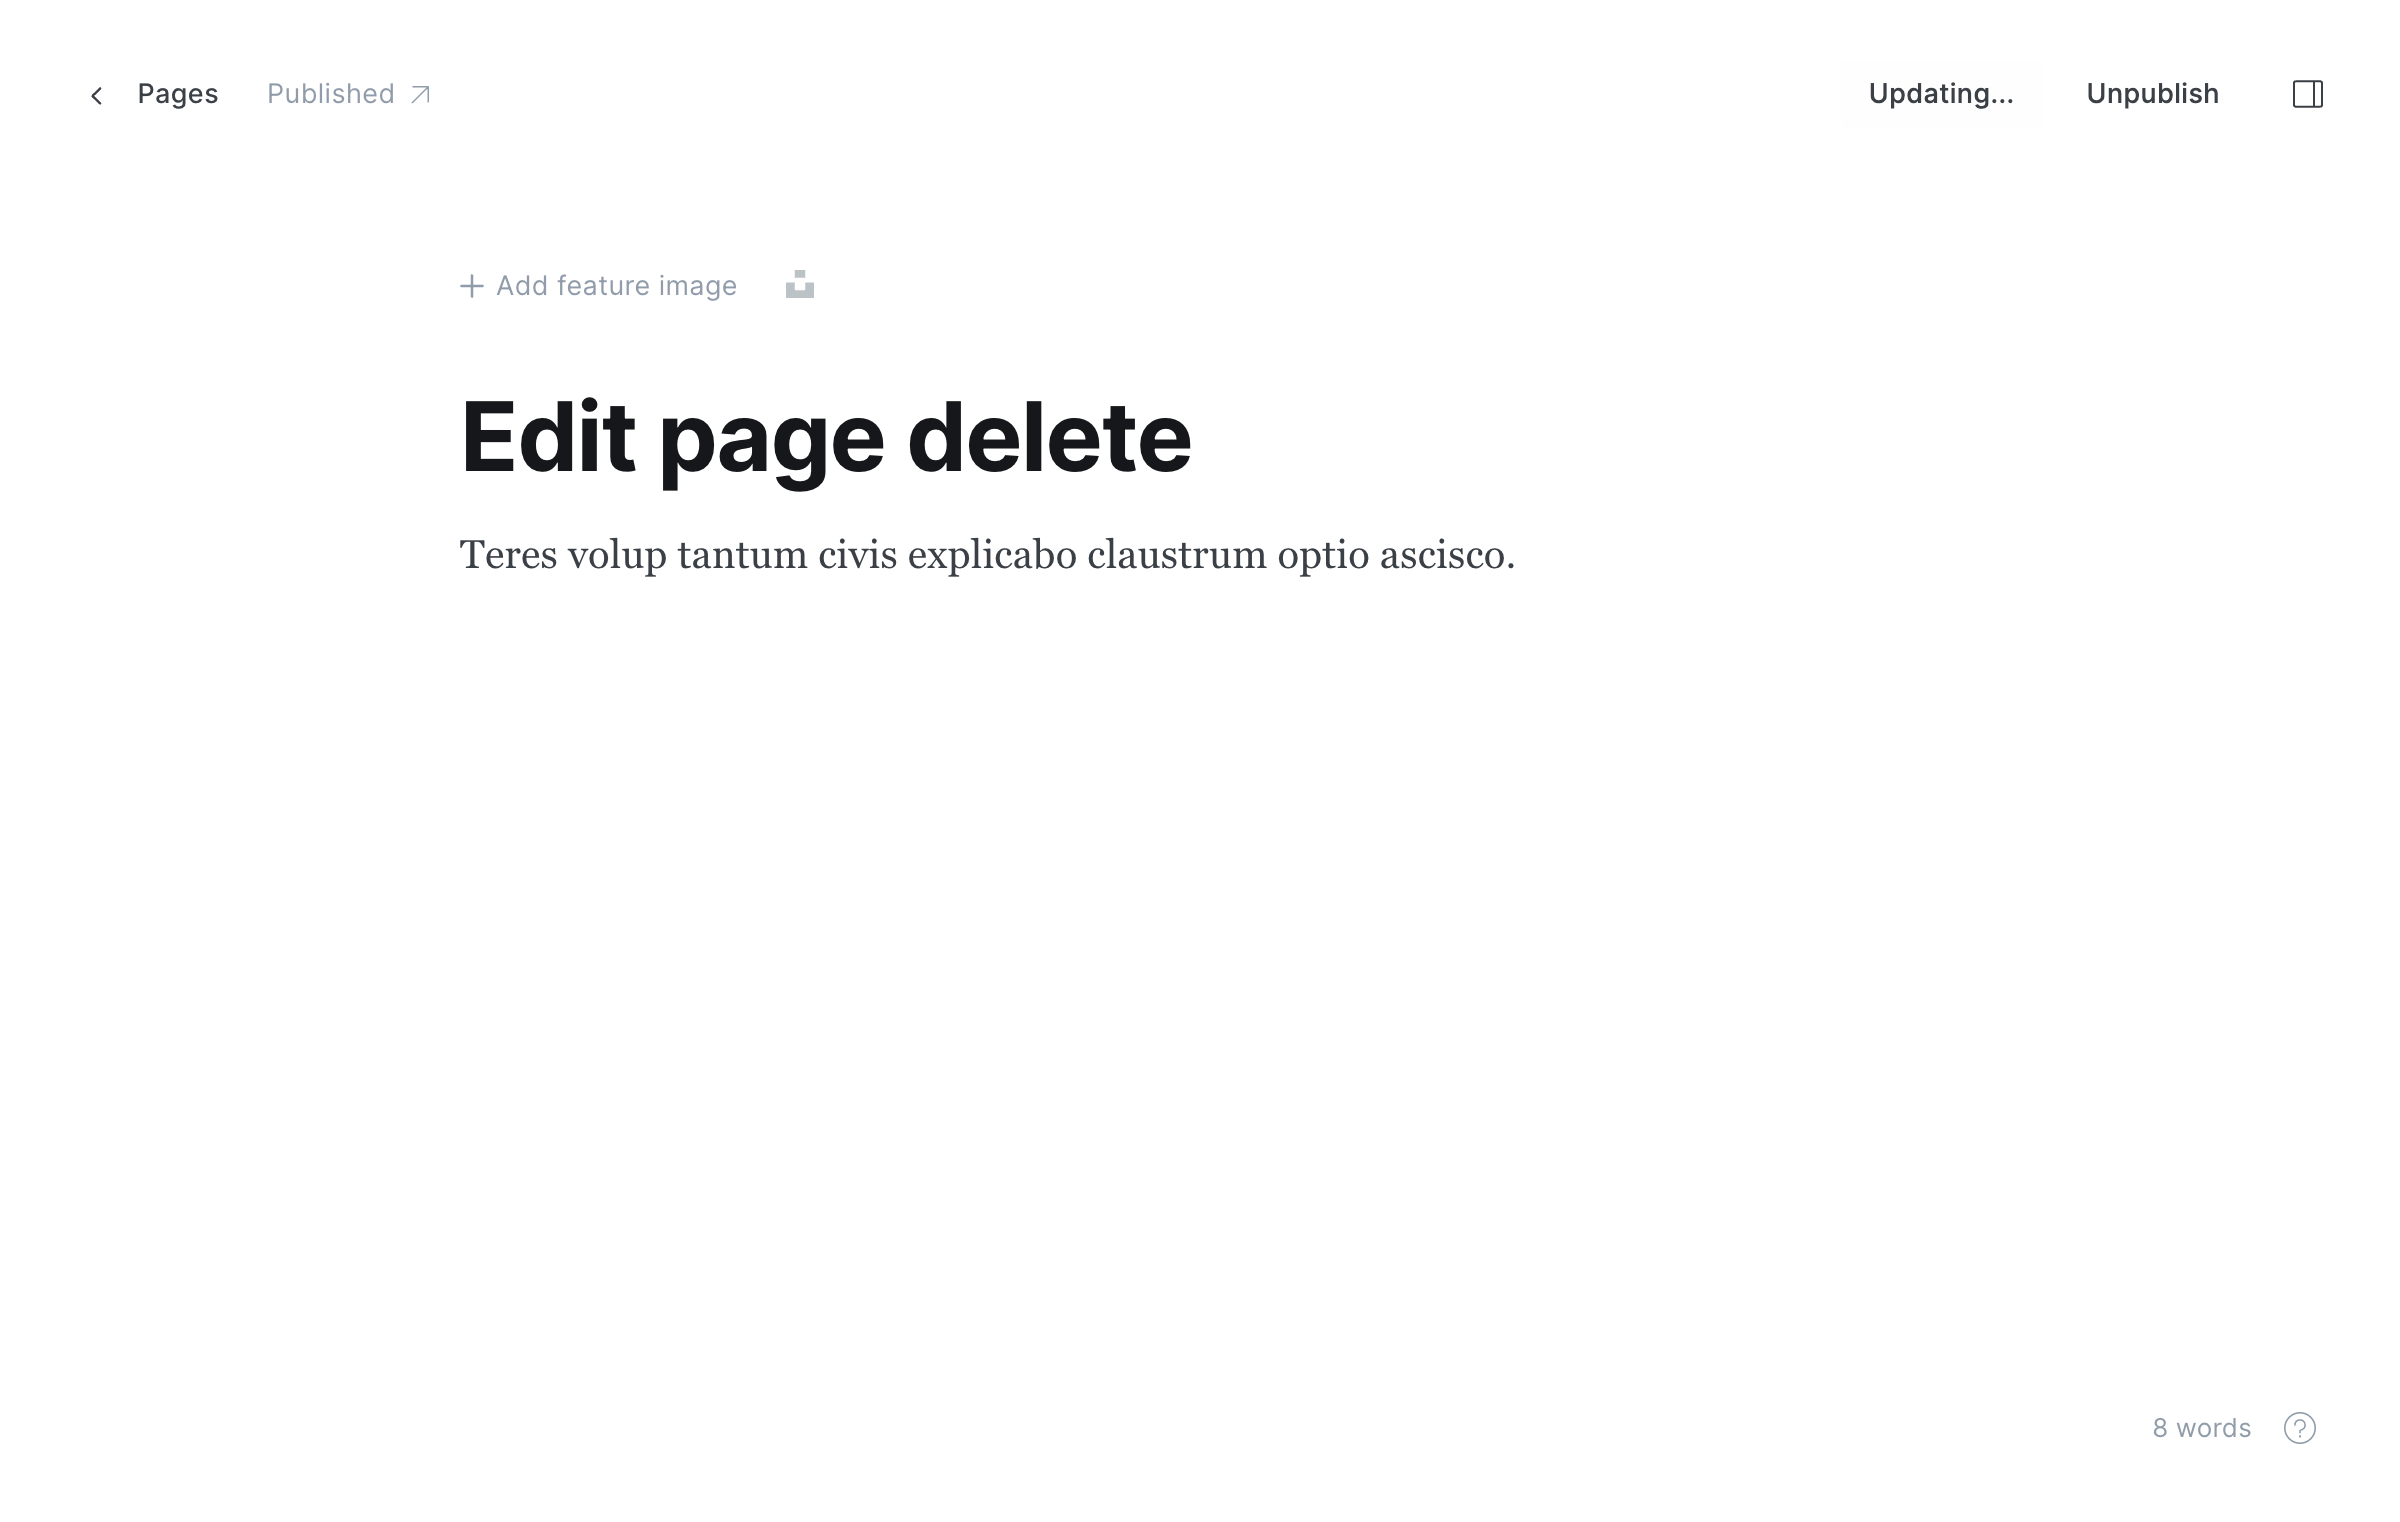 Pages Published Updating... Unpublish
Add feature image
Edit page delete
Teres volup tantum civis explicabo claustrum optio ascisco.
8 words